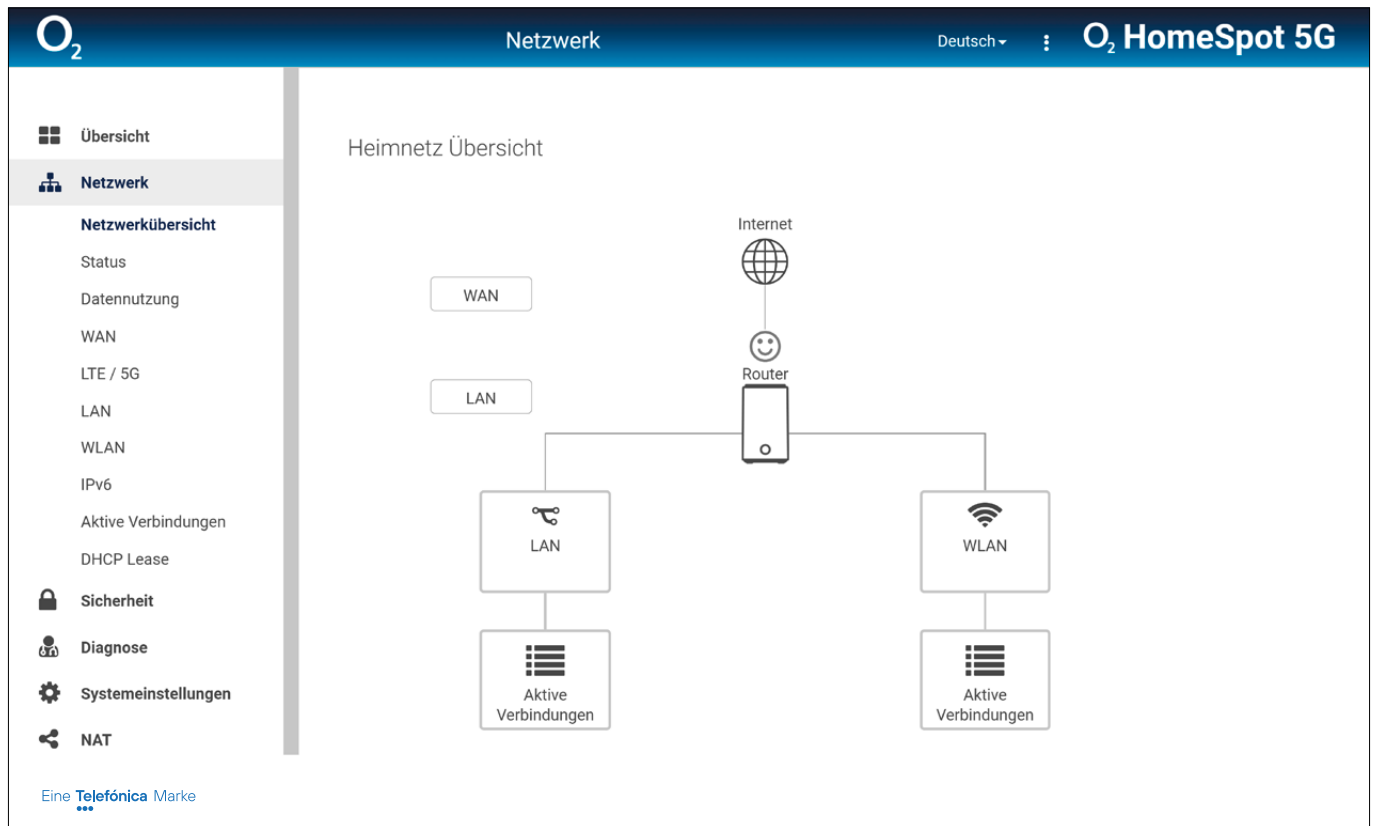 O2
Netzwerk
Deutsch
O2 HomeSpot 5G
Übersicht
Netzwerk
Netzwerkübersicht
Status
Datennutzung
WAN
LTE / 5G
LAN
WLAN
IPv6
Aktive Verbindungen
DHCP Lease
Sicherheit
Diagnose
Systemeinstellungen
NAT
Heimnetz Übersicht
Internet
WAN
Router
LAN
LAN
WLAN
Aktive
Verbindungen
Aktive
Verbindungen
Eine Telefónica Marke